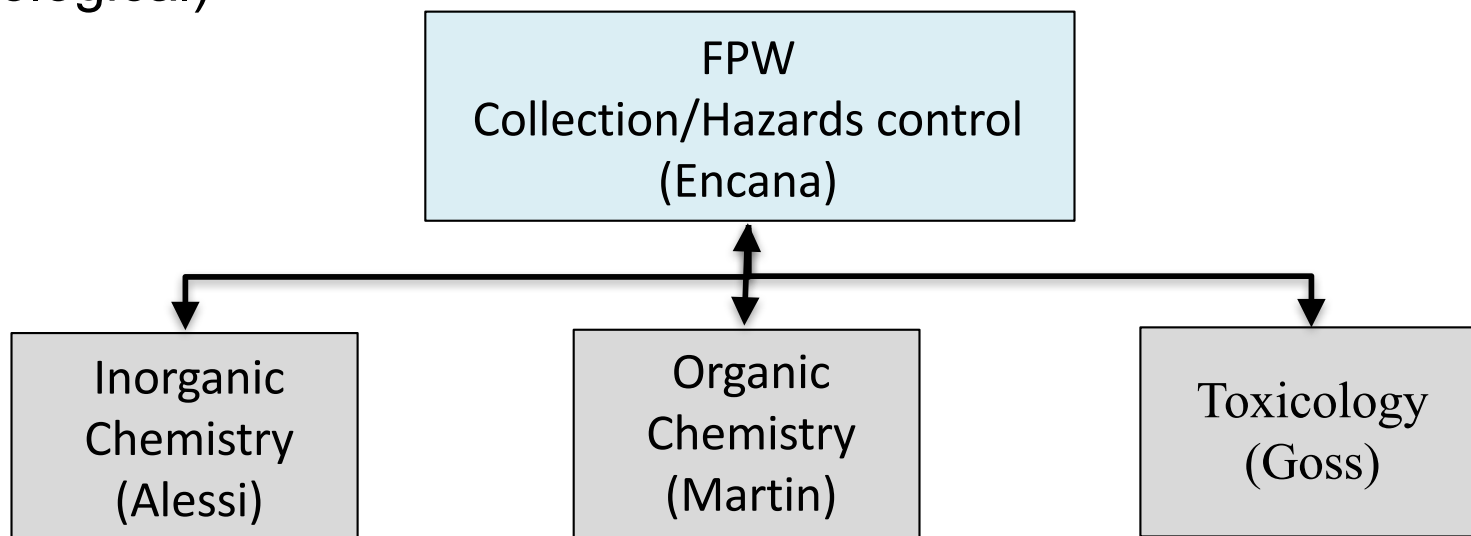 FPW
Collection/Hazards control
(Encana)
Inorganic
Chemistry
(Alessi)
Organic
Chemistry
(Martin)
Toxicology
(Goss)